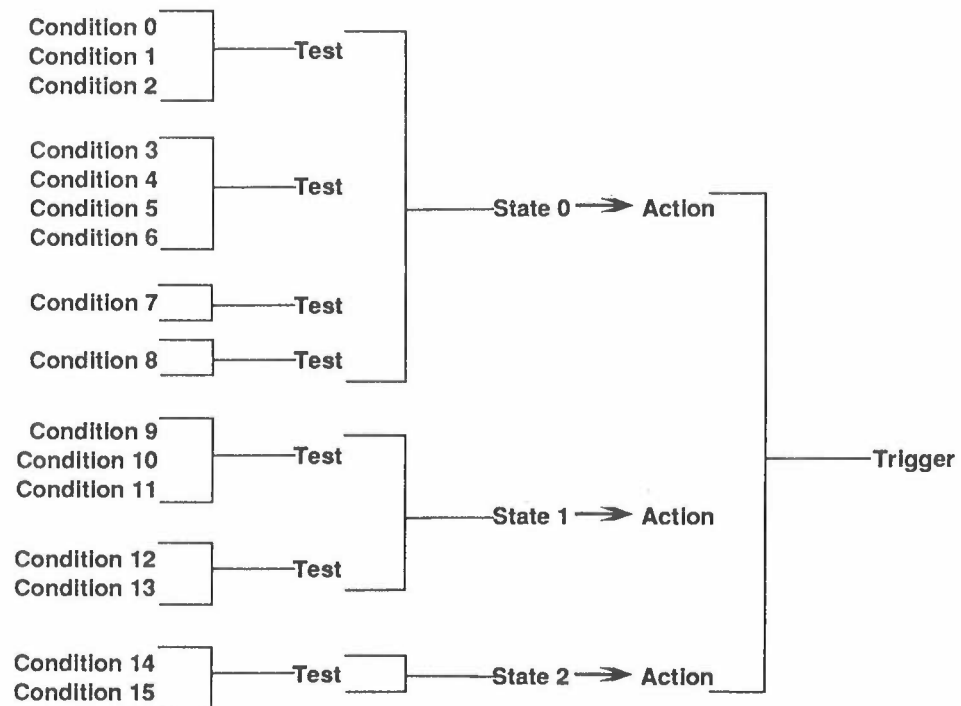 Condition 0
Condition 1
Condition 2
Test
Condition 3
Condition 4
Condition 5
Condition 6
Test
State 0
Action
Condition 7
Test
Condition 8
Test
Condition 9
Condition 10
Condition 11
Test
Trigger
State 1
Action
Condition 12
Condition 13
Test
Condition 14
Condition 15
Test
State 2
Action